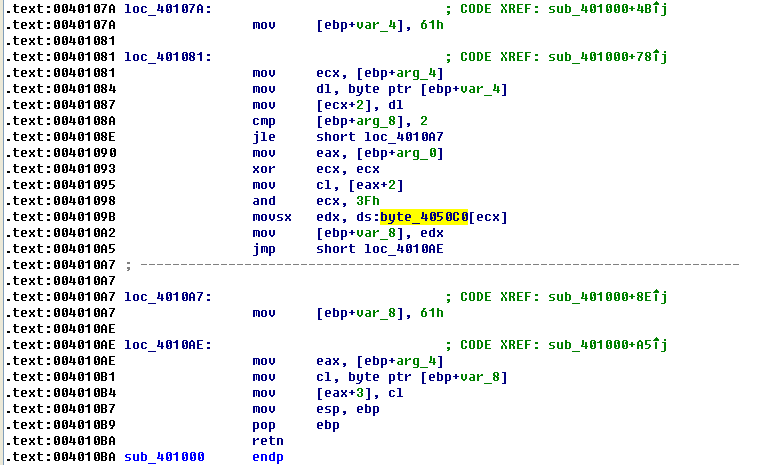 .text:0040107A loc_40107A: ; CODE XREF: sub_401000+4B↑j
.text:0040107A mov [ebp+var_4], 61h
.text:00401081
.text:00401081 loc_401081: ; CODE XREF: sub_401000+78↑j
.text:00401081 mov ecx, [ebp+arg_4]
.text:00401084 mov dl, byte ptr [ebp+var_4]
.text:00401087 mov [ecx+2], dl
.text:0040108A cmp [ebp+arg_8], 2
.text:0040108E jle short loc_4010A7
.text:00401090 mov eax, [ebp+arg_0]
.text:00401093 xor ecx, ecx
.text:00401095 mov cl, [eax+2]
.text:00401098 and ecx, 3Fh
.text:0040109B movsx edx, ds:byte_4050C0[ecx]
.text:004010A2 mov [ebp+var_8], edx
.text:004010A5 jmp short loc_4010AE
.text:004010A7 ; ---------------------------------------------------------------------------
.text:004010A7
.text:004010A7 loc_4010A7: ; CODE XREF: sub_401000+8E↑j
.text:004010A7 mov [ebp+var_8], 61h
.text:004010AE
.text:004010AE loc_4010AE: ; CODE XREF: sub_401000+A5↑j
.text:004010AE mov eax, [ebp+arg_4]
.text:004010B1 mov cl, byte ptr [ebp+var_8]
.text:004010B4 mov [eax+3], cl
.text:004010B7 mov esp, ebp
.text:004010B9 pop ebp
.text:004010BA retn
.text:004010BA sub_401000 endp